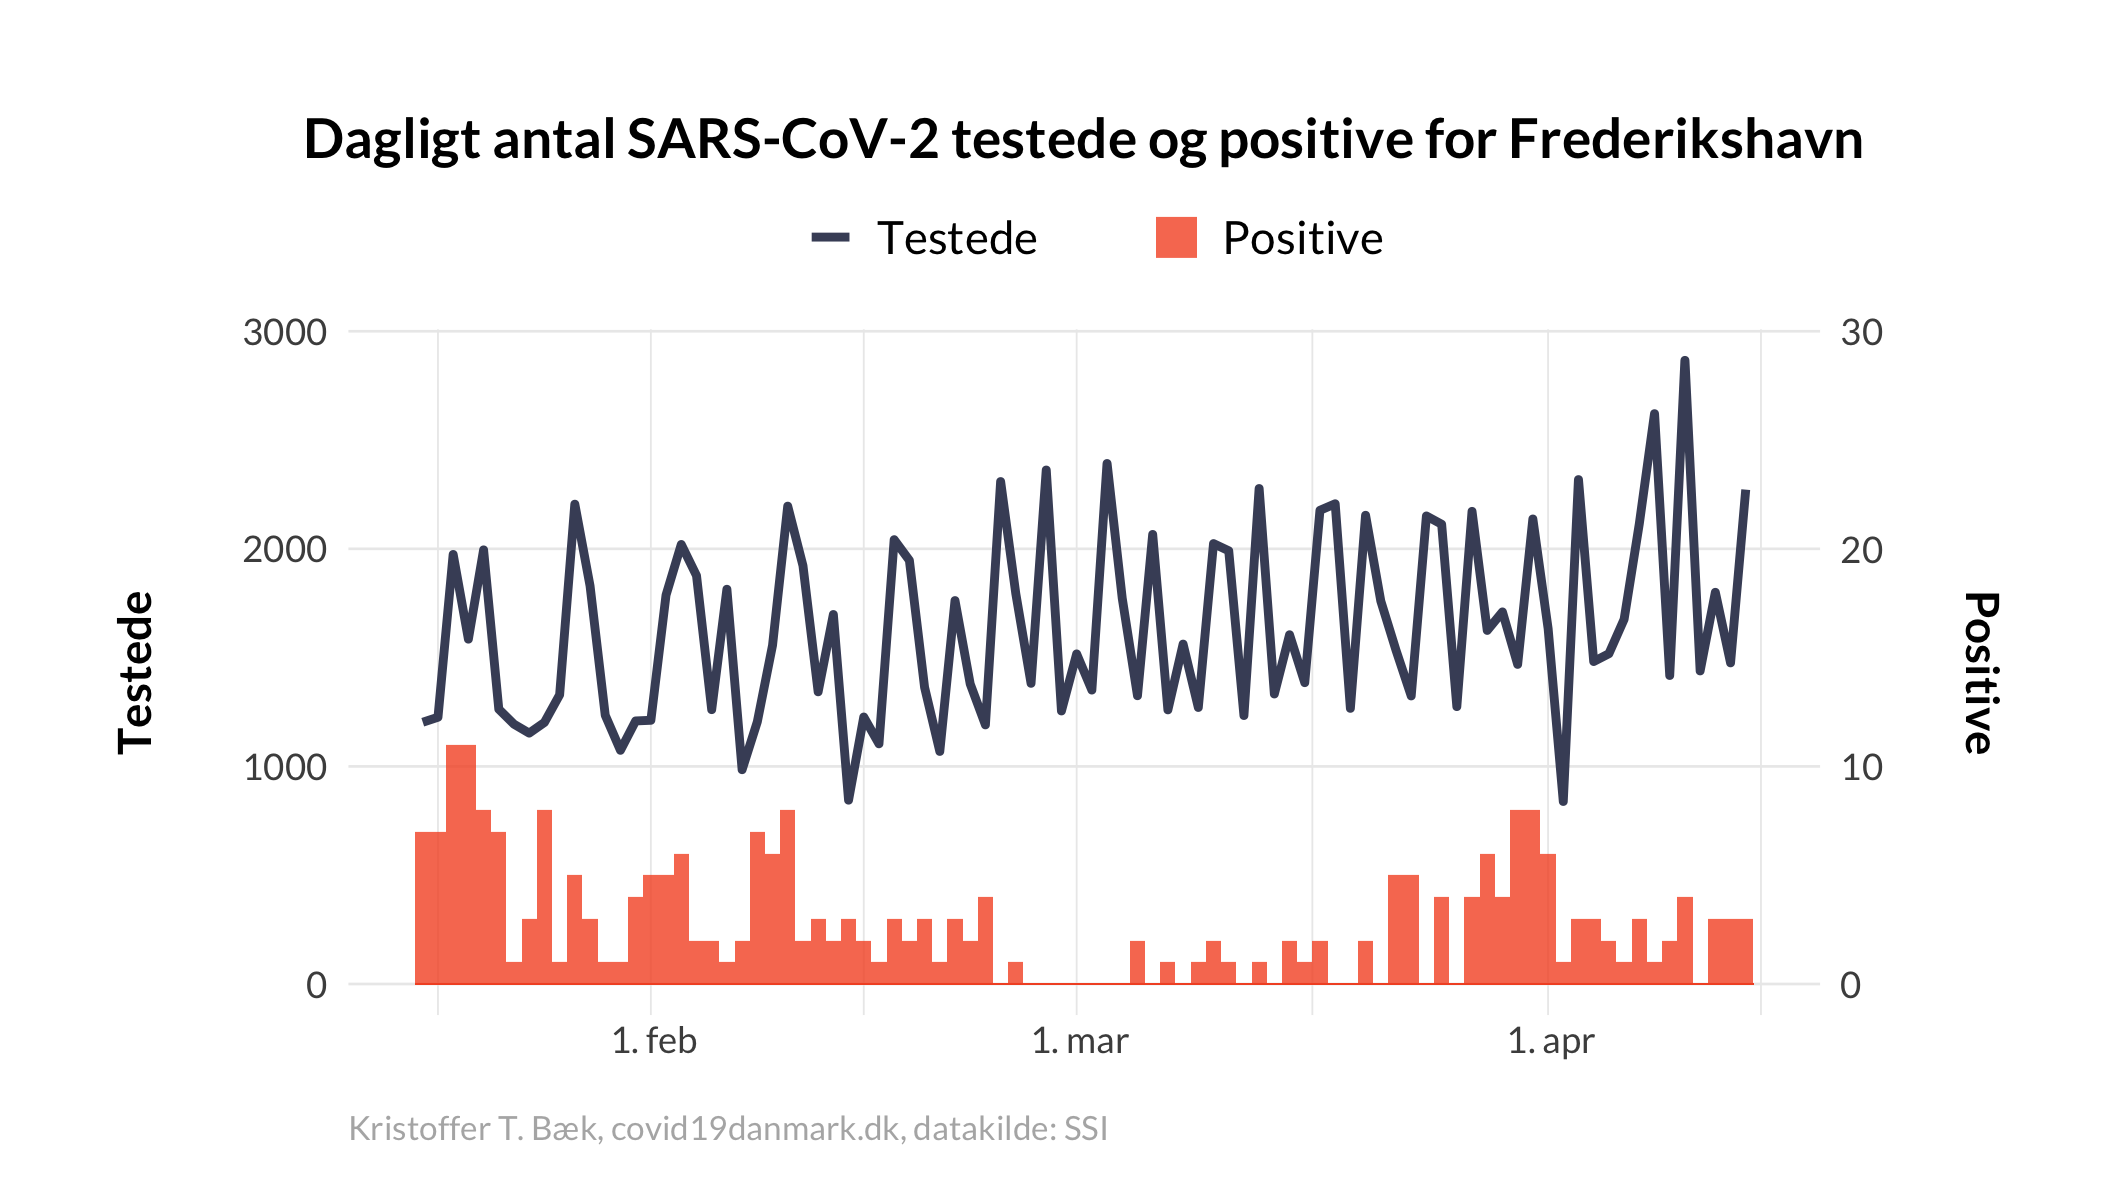 Dagligt antal SARS-CoV-2 testede og positive for Frederikshavn
Testede Positive
3000 30
2000 20
1000 10
0 0
Testede
Positive
1. feb 1. mar 1. apr
Kristoffer T. Bæk, covid19danmark.dk, datakilde: SSI